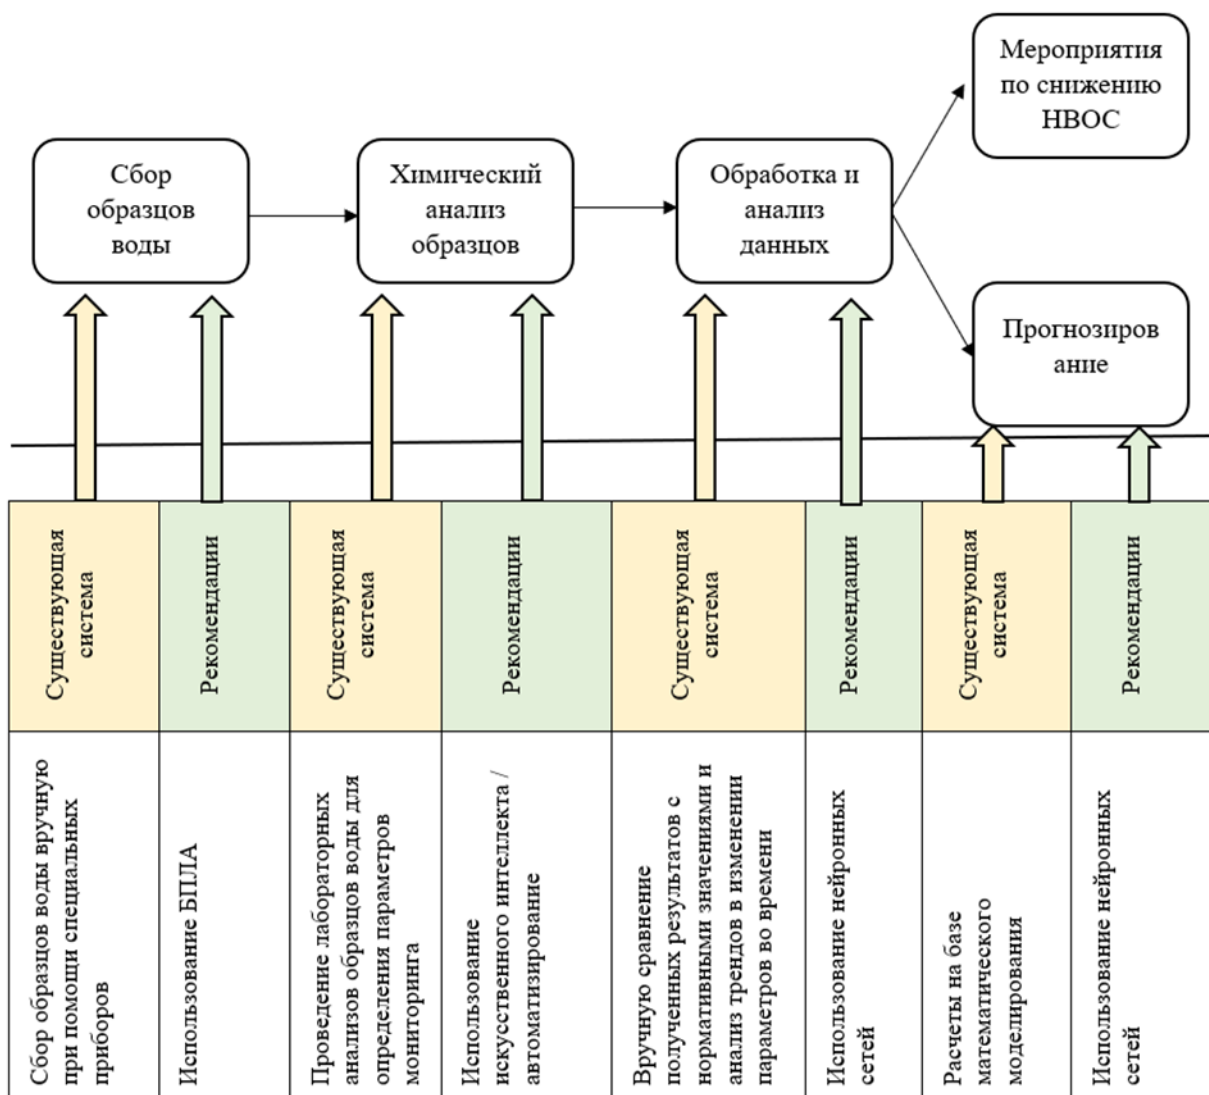 Мероприятия
по снижению
НВОС
Сбор
образцов
воды
Химический
анализ
образцов
Обработка и
анализ
данных
Прогнозиров
ание
Существующая
система
Рекомендации
Существующая
система
Рекомендации
Существующая
система
Рекомендации
Существующая
система
Рекомендации
Сбор образцов воды вручную
при помощи специальных
приборов
Использование БПЛА
Проведение лабораторных
анализов образцов воды для
определения параметров
мониторинга
Использование
искусственного интеллекта /
автоматизирование
Вручную сравнение
полученных результатов с
нормативными значениями и
анализ трендов в изменении
параметров во времени
Использование нейронных
сетей
Расчеты на базе
математического
моделирования
Использование нейронных
сетей